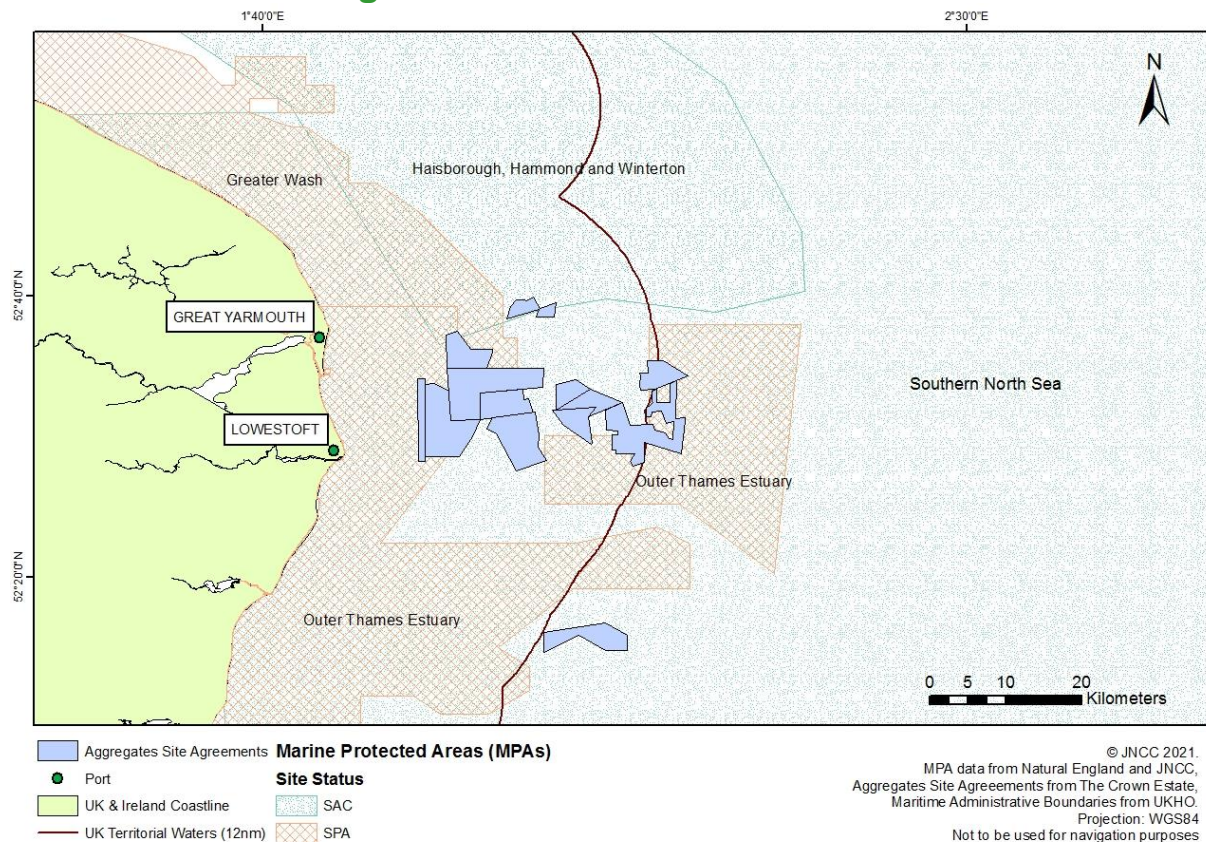 1°40'0"E
2°30'0"E
N
Haisborough, Hammond and Winterton
Greater Wash
52°40'0"N
GREAT YARMOUTH
Southern North Sea
LOWESTOFT
Outer Thames Estuary
52°20'0"N
Outer Thames Estuary
0 5 10 20
Kilometers
Aggregates Site Agreements
Port
UK & Ireland Coastline
UK Territorial Waters (12nm)
Marine Protected Areas (MPAs)
Site Status
SAC
SPA
© JNCC 2021.
MPA data from Natural England and JNCC,
Aggregates Site Agreeements from The Crown Estate,
Maritime Administrative Boundaries from UKHO.
Projection: WGS84
Not to be used for navigation purposes